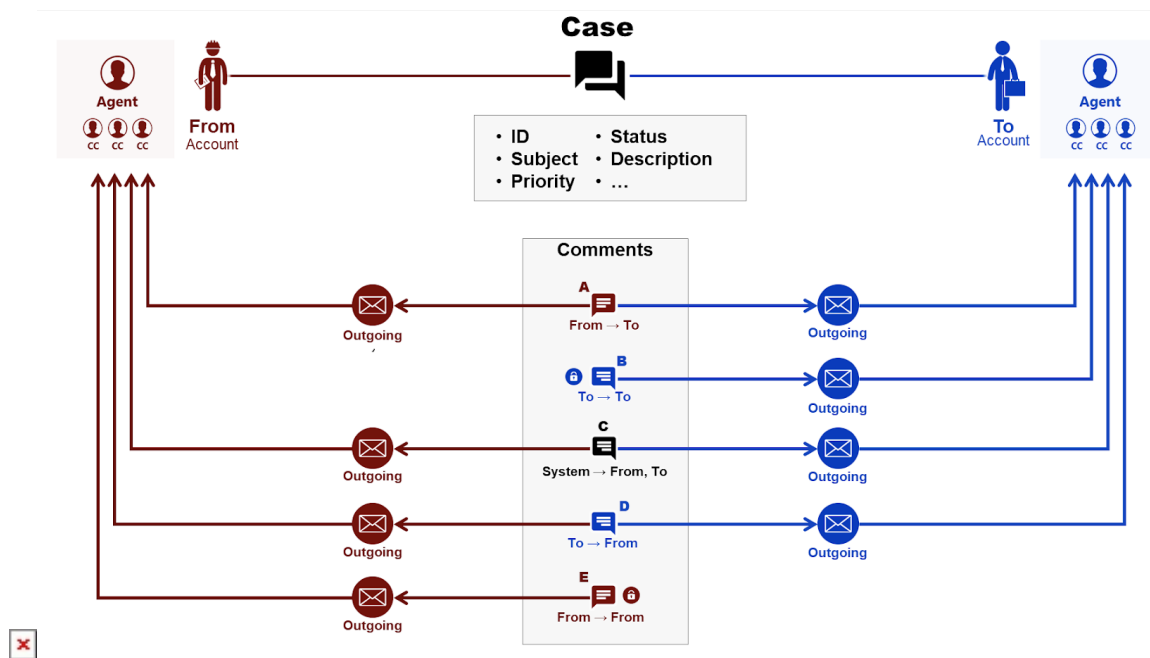 Case
Agent
cc cc cc
From
Account
To
Account
Agent
cc cc cc
• ID
• Subject
• Priority
• Status
• Description
• ...
Comments
A
From → To
Outgoing
Outgoing
B
To → To
Outgoing
C
System → From, To
Outgoing
Outgoing
D
To → From
Outgoing
Outgoing
E
From → From
Outgoing